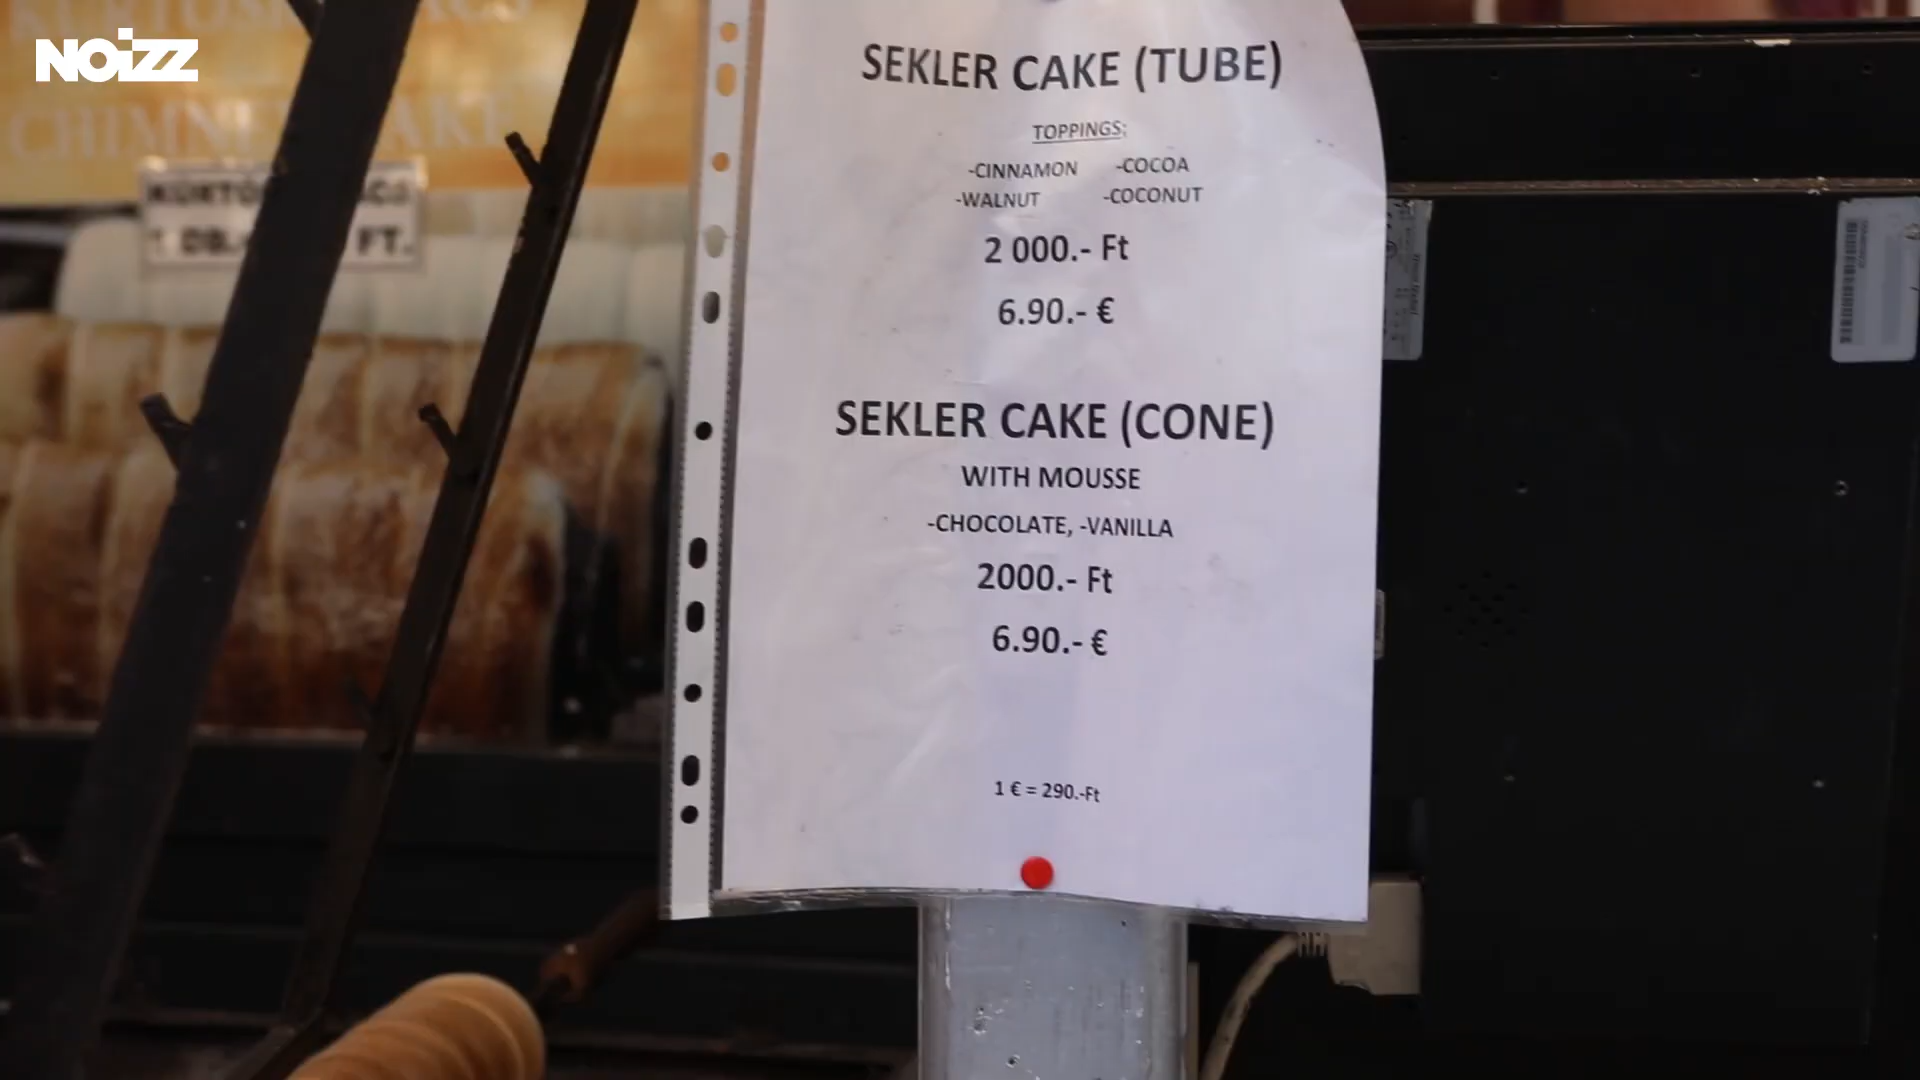 NOIZZ
SEKLER CAKE (TUBE)
TOPPINGS:
-CINNAMON -COCOA
-WALNUT -COCONUT
2 000.- Ft
6.90.- €
SEKLER CAKE (CONE)
WITH MOUSSE
-CHOCOLATE, -VANILLA
2000.- Ft
6.90.- €
1 € = 290.-Ft
FT.